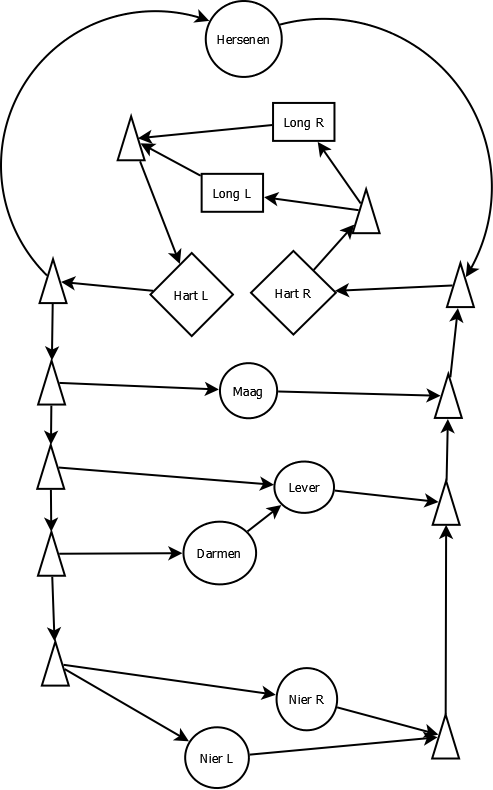 Hersenen
Long R
Long L
Hart L
Hart R
Maag
Lever
Darmen
Nier R
Nier L